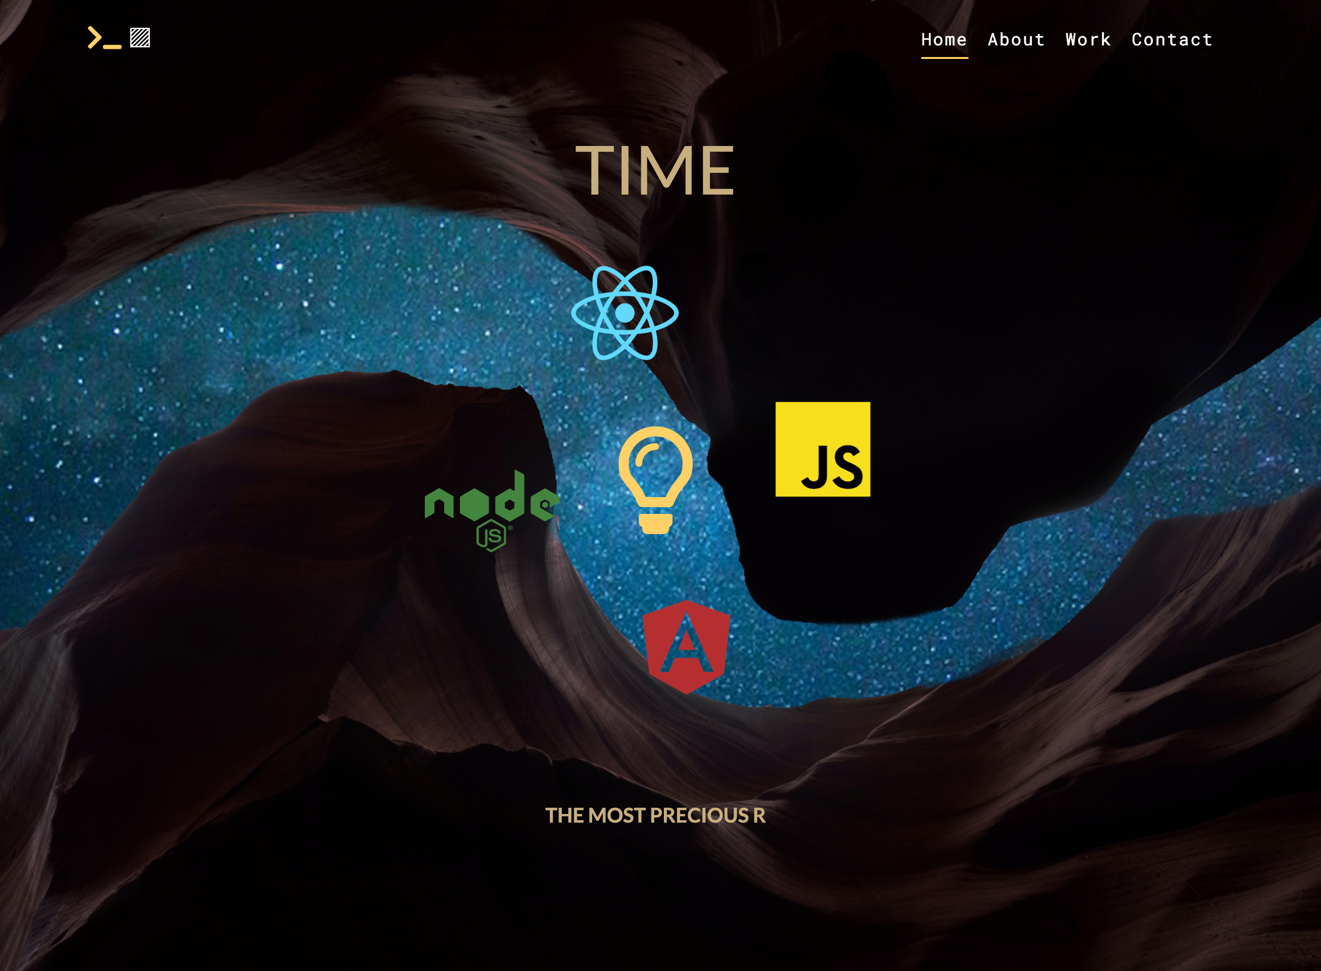 Home About Work Contact
TIME
JS
node
JS
THE MOST PRECIOUS R